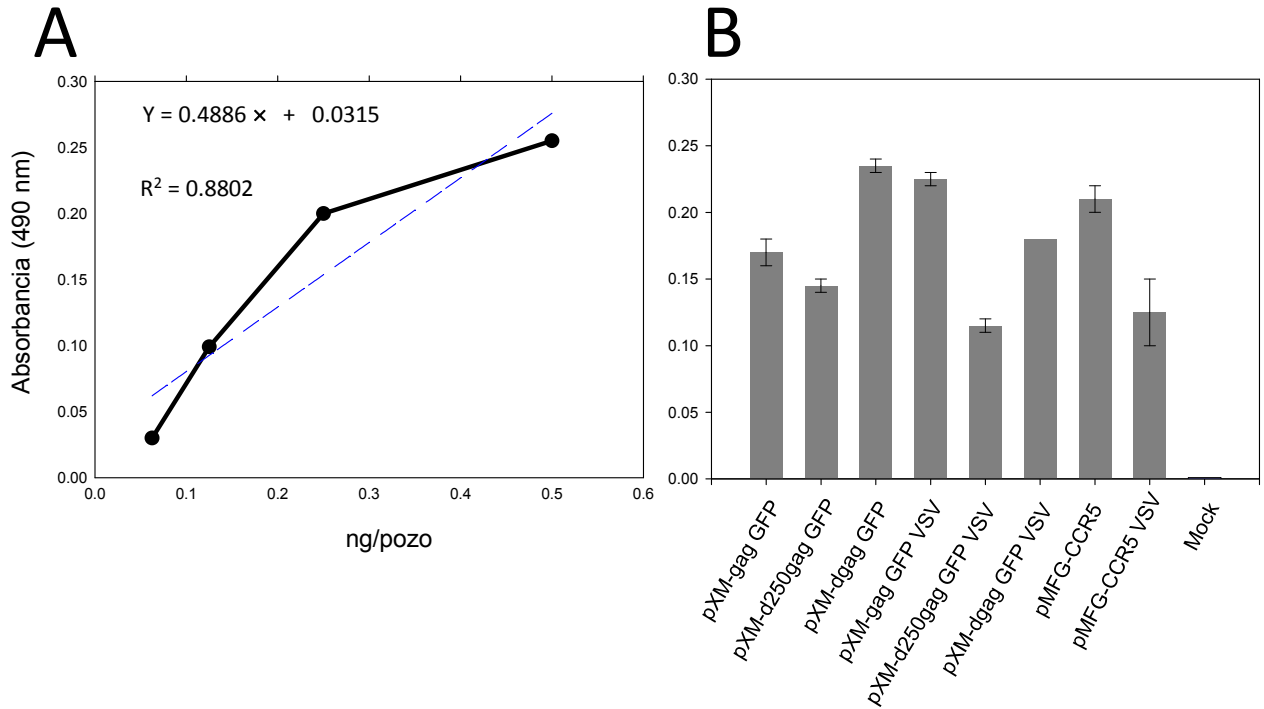 A
B
0.30
0.25
0.20
0.15
0.10
0.05
0.00
Y = 0.4886 × + 0.0315
R² = 0.8802
Absorbancia (490 nm)
0.0 0.1 0.2 0.3 0.4 0.5 0.6
ng/pozo
0.30
0.25
0.20
0.15
0.10
0.05
0.00
pXM-gag GFP
pXM-d250gag GFP
pXM-dgag GFP
pXM-gag GFP VSV
pXM-d250gag GFP VSV
pXM-dgag GFP VSV
pMFG-CCR5
pMFG-CCR5 VSV
Mock